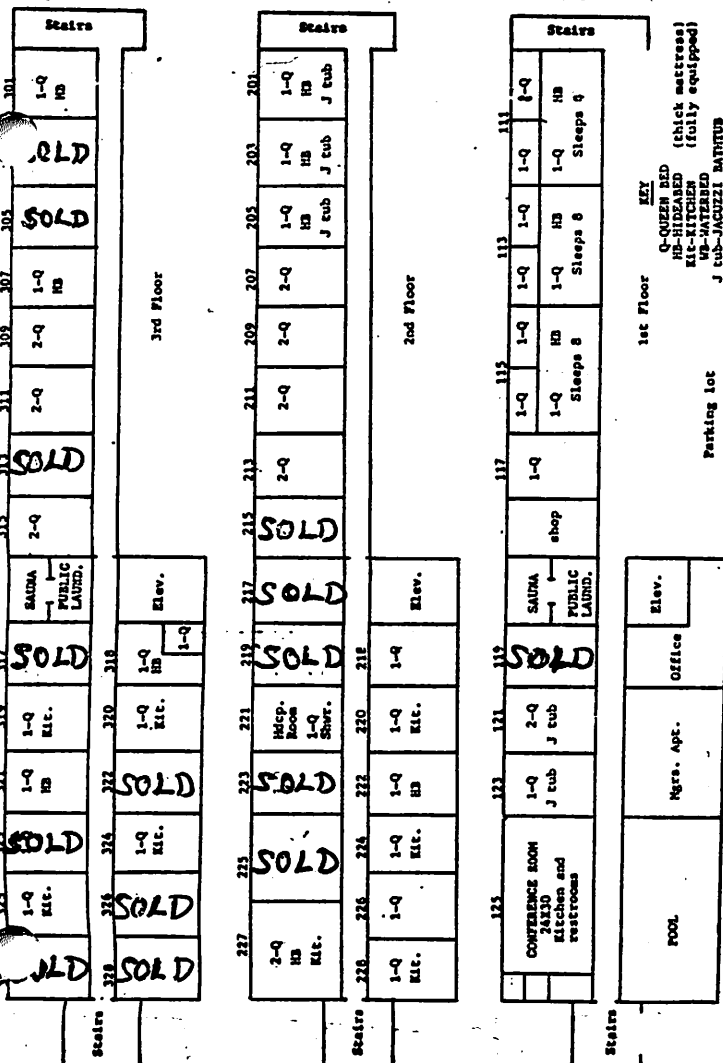 Stairs
301
1-Q
HB
305
SOLD
307
1-Q
HB
309
2-Q
311
2-Q
SOLD
315
2-Q
SAUNA
PUBLIC
LAUND.
SOLD
1-Q
Kit.
1-Q
HB
SOLD
1-Q
Kit.
3rd Floor
Elev.
318
1-Q
HB
1-Q
320
1-Q
Kit.
322
SOLD
324
1-Q
Kit.
326
SOLD
328
SOLD
Stairs
Stairs
201
1-Q
HB
J tub
203
1-Q
HB
J tub
205
1-Q
HB
J tub
207
2-Q
209
2-Q
211
2-Q
213
2-Q
215
SOLD
217
SOLD
219
SOLD
221
Hdcp.
Room
1-Q
Shwr.
223
SOLD
225
SOLD
227
2-Q
HB
Kit.
2nd Floor
Elev.
218
1-Q
220
1-Q
Kit.
222
1-Q
HB
224
1-Q
Kit.
226
1-Q
228
1-Q
Kit.
Stairs
Stairs
111
1-Q
1-Q
HB
Sleeps
113
1-Q
1-Q
1-Q
HB
Sleeps 8
115
1-Q
1-Q
1-Q
HB
Sleeps 8
117
1-Q
shop
SAUNA
PUBLIC
LAUND.
119
SOLD
121
2-Q
J tub
123
1-Q
J tub
125
CONFERENCE ROOM
24X30
Kitchen and
restrooms
1st Floor
Elev.
Office
Mgrs. Apt.
POOL
Stairs
KEY
Q-QUEEN BED
HB-HIDEABED (thick mattress)
Kit-KITCHEN (fully equipped)
WB-WATERBED
J tub-JACUZZI BATHTUB
Parking lot